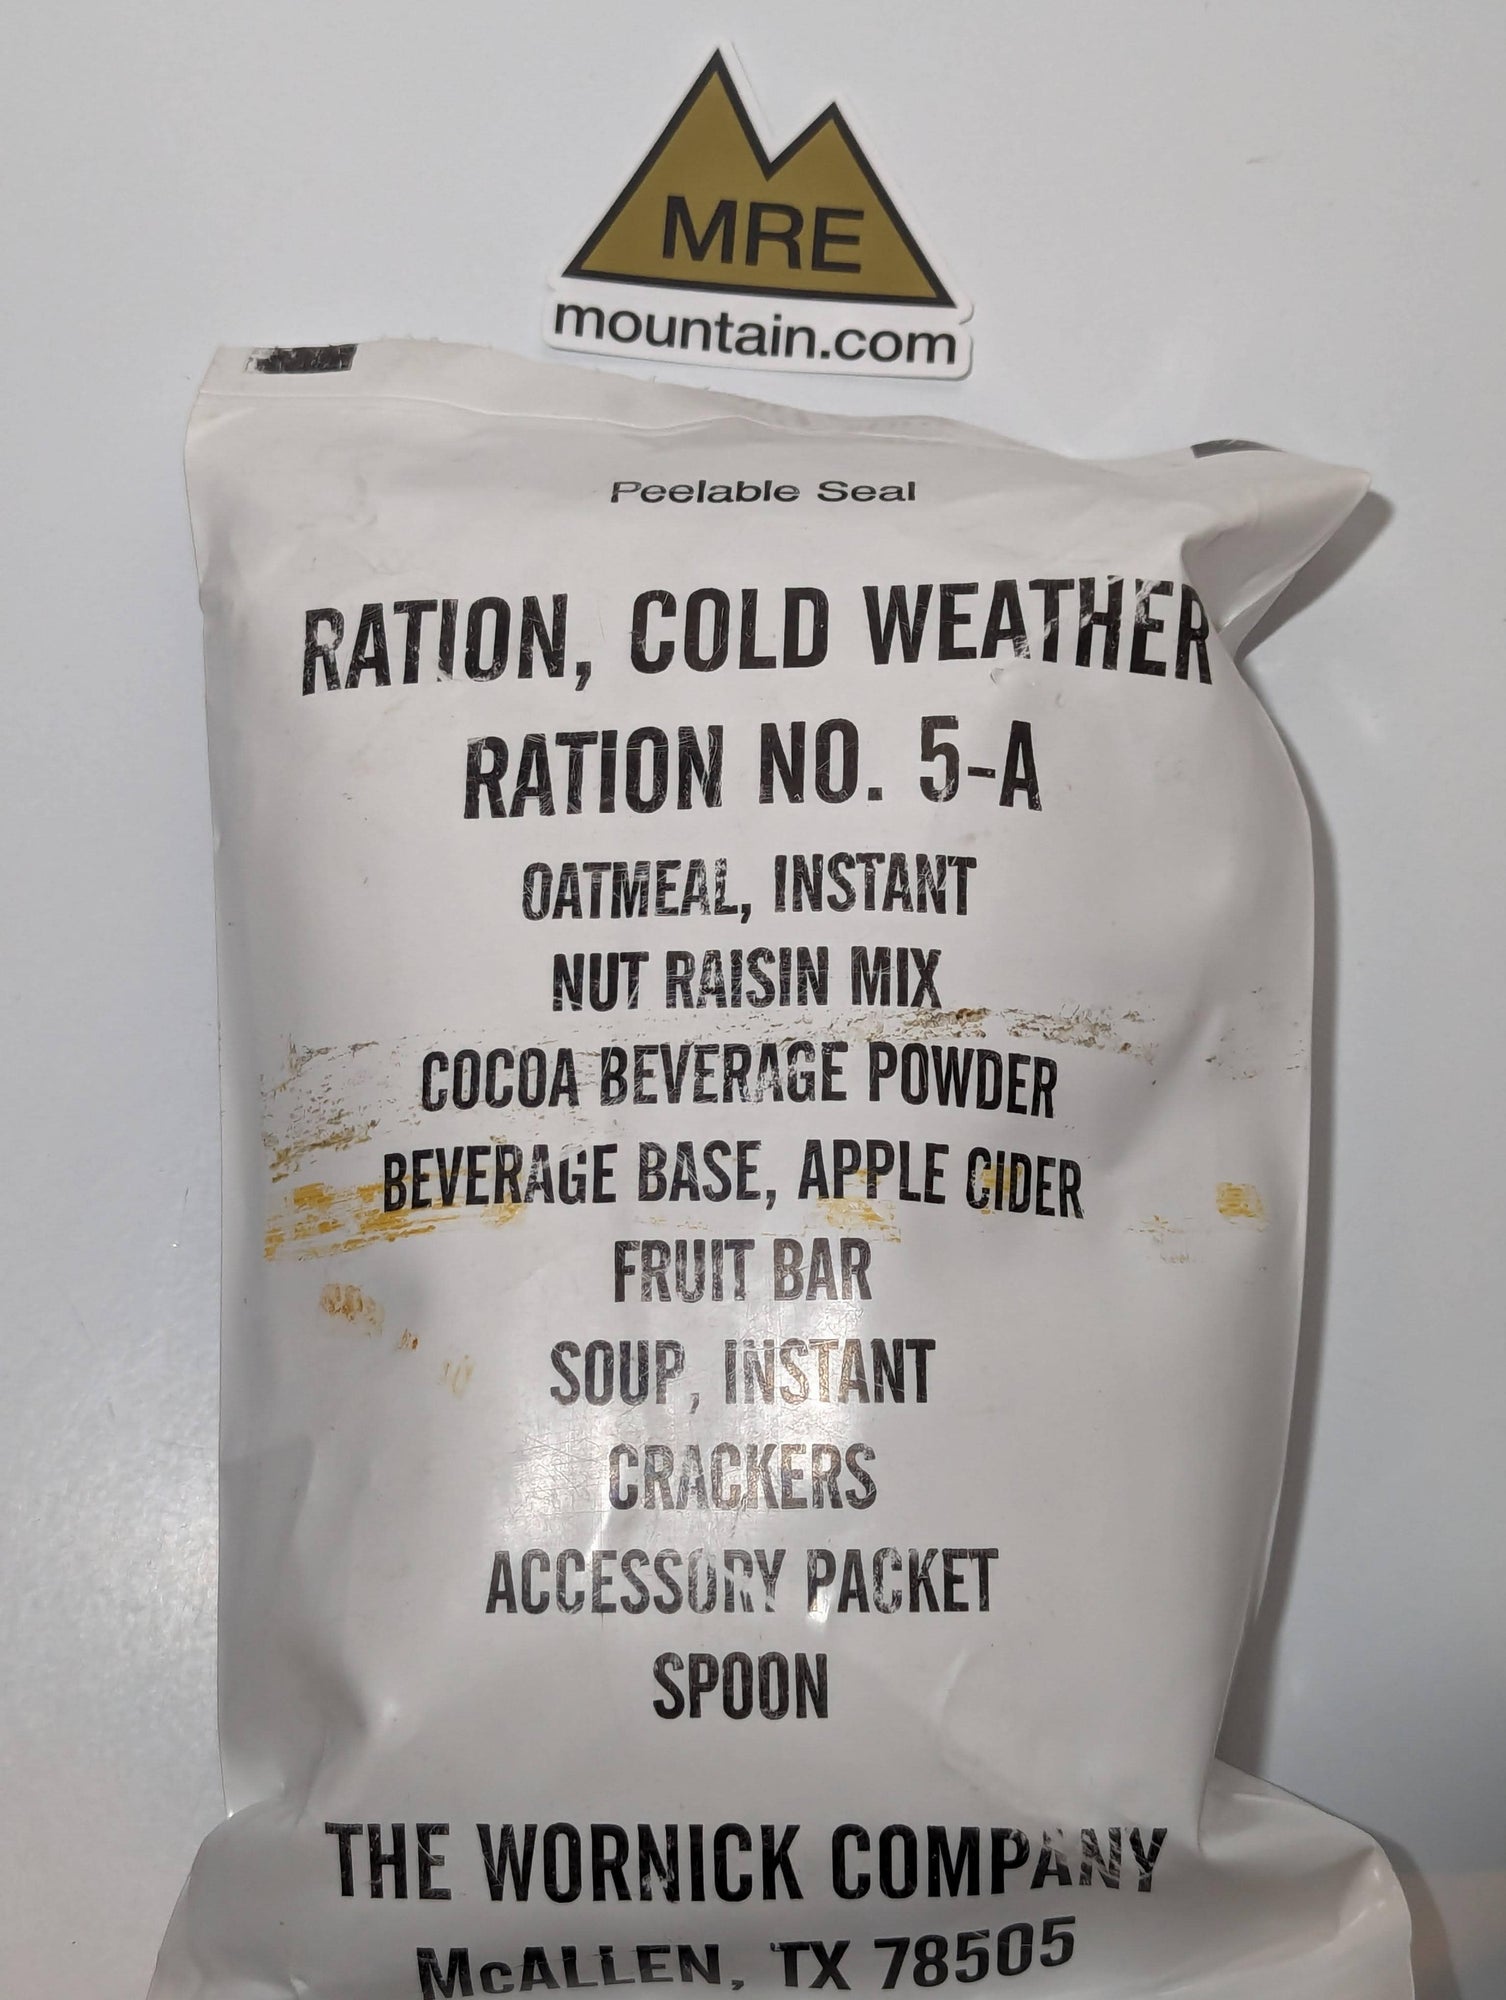 MRE
mountain.com
Peelable Seal
RATION, COLD WEATHER
RATION NO. 5-A
OATMEAL, INSTANT
NUT RAISIN MIX
COCOA BEVERAGE POWDER
BEVERAGE BASE, APPLE CIDER
FRUIT BAR
SOUP, INSTANT
CRACKERS
ACCESSORY PACKET
SPOON
THE WORNICK COMPANY
McALLEN, TX 78505